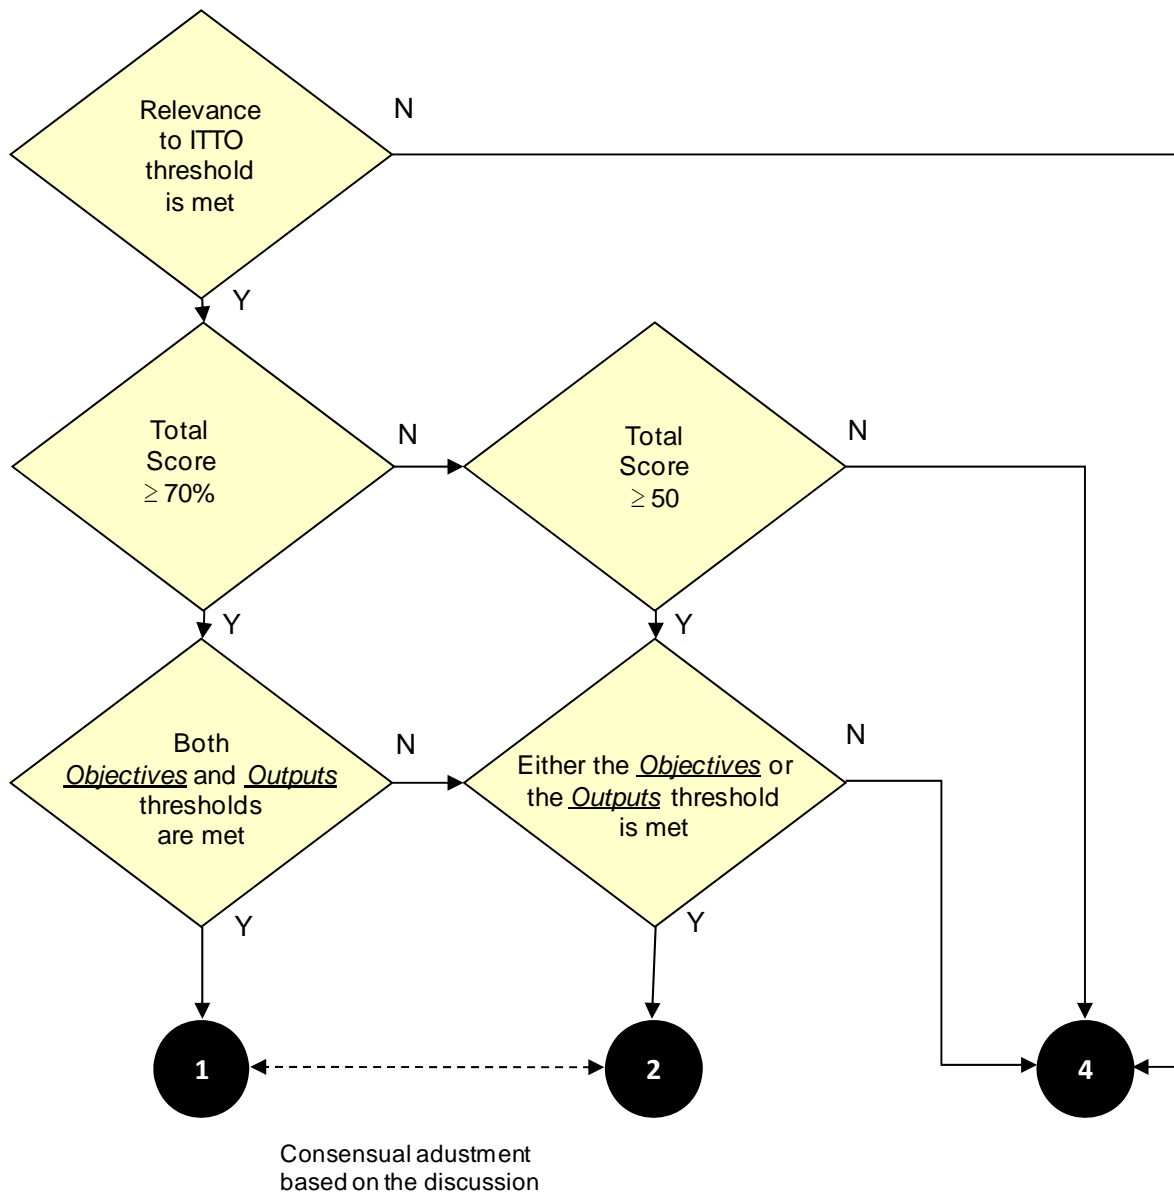 Relevance
to ITTO
threshold
is met
N
Y
Total
Score
≥ 70%
N
Total
Score
≥ 50
N
Y
Y
Both
Objectives and Outputs
thresholds
are met
N
Either the Objectives or
the Outputs threshold
is met
N
Y
Y
1
2
4
Consensual adustment
based on the discussion